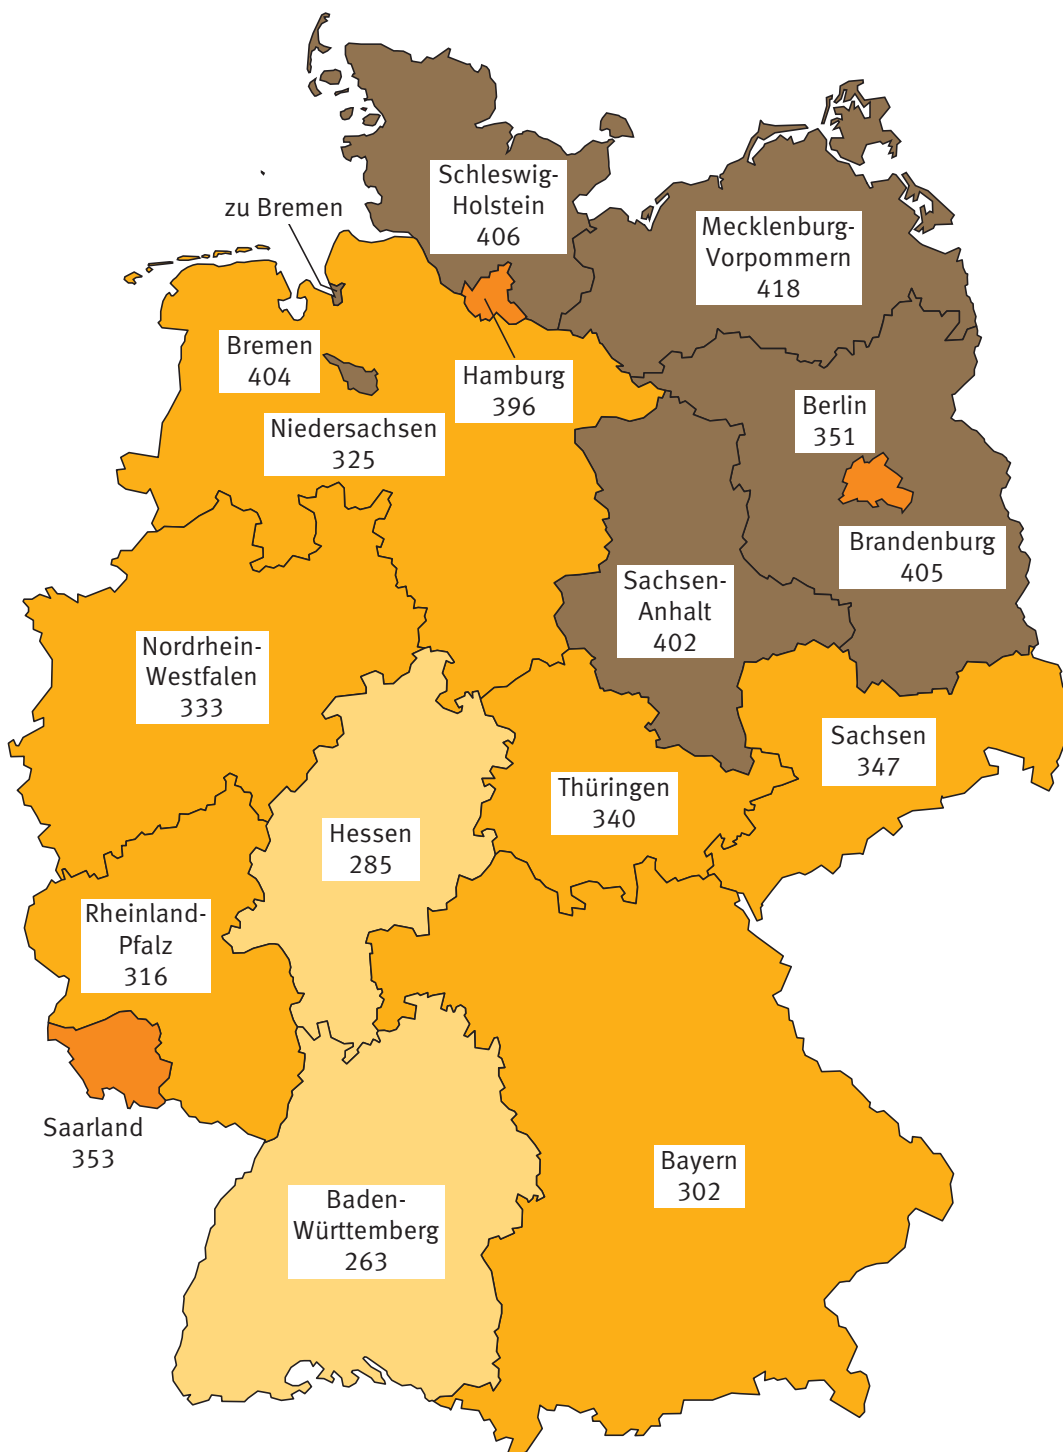 Schleswig-
Holstein
406
zu Bremen
Mecklenburg-
Vorpommern
418
Bremen
404
Hamburg
396
Berlin
351
Niedersachsen
325
Brandenburg
405
Sachsen-
Anhalt
402
Nordrhein-
Westfalen
333
Sachsen
347
Thüringen
340
Hessen
285
Rheinland-
Pfalz
316
Saarland
353
Bayern
302
Baden-
Württemberg
263